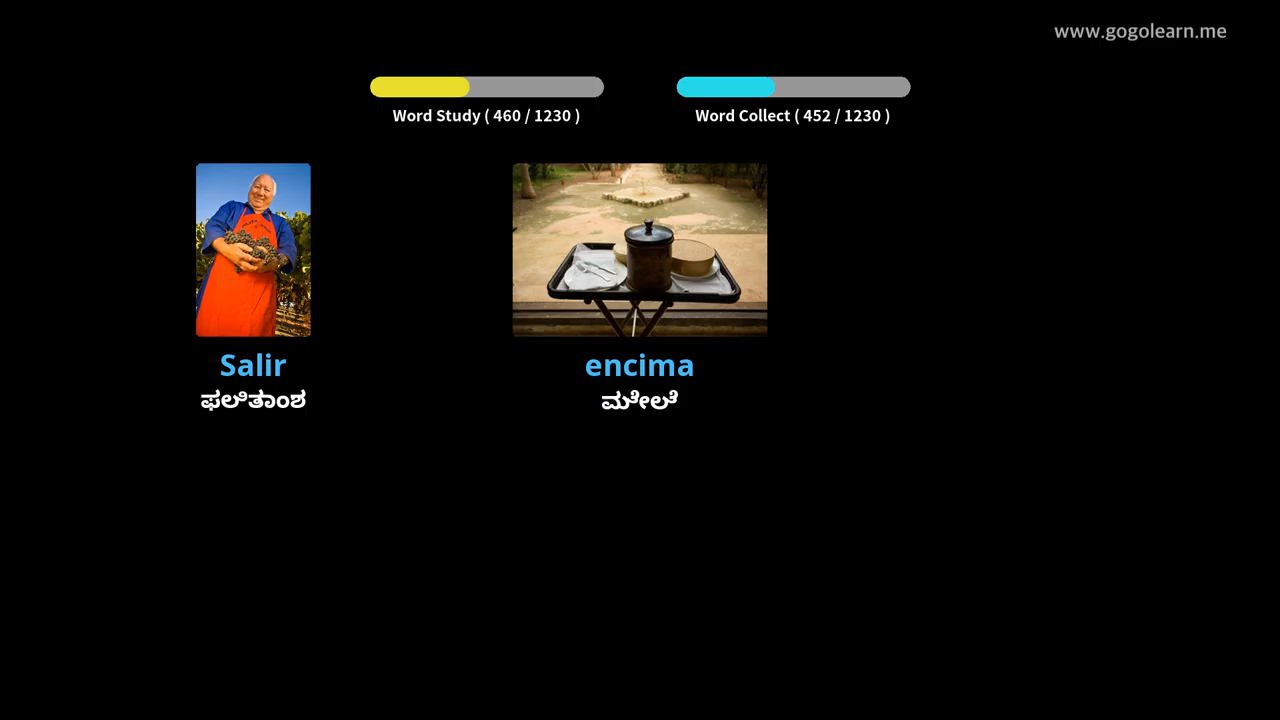 www.gogolearn.me
Word Study ( 460 / 1230 )
Word Collect ( 452 / 1230 )
Salir
ಫಲಿತಾಂಶ
encima
ಮೇಲೆ